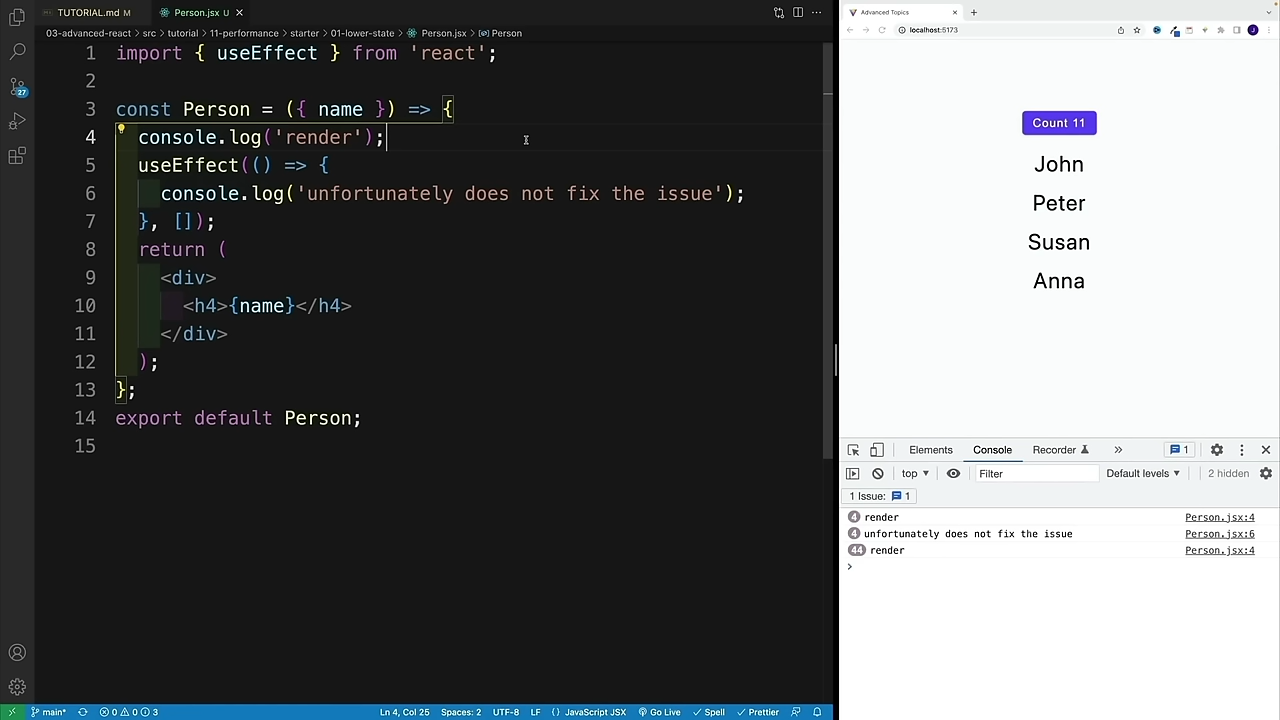 TUTORIAL.md M
Person.jsx U
03-advanced-react > src > tutorial > 11-performance > starter > 01-lower-state > Person.jsx > Person
1 import { useEffect } from 'react';
2
3 const Person = ({ name }) => {
4 console.log('render');
5 useEffect(() => {
6 console.log('unfortunately does not fix the issue');
7 }, []);
8 return (
9 <div>
10 <h4>{name}</h4>
11 </div>
12 );
13 };
14 export default Person;
15
27
main*
0 0 3
Ln 4, Col 25
Spaces: 2
UTF-8
LF
{ } JavaScript JSX
Go Live
Spell
Prettier
Advanced Topics
localhost:5173
J
Count 11
John
Peter
Susan
Anna
Elements
Console
Recorder
1
top
Filter
Default levels
2 hidden
1 Issue: 1
4 render Person.jsx:4
4 unfortunately does not fix the issue Person.jsx:6
44 render Person.jsx:4